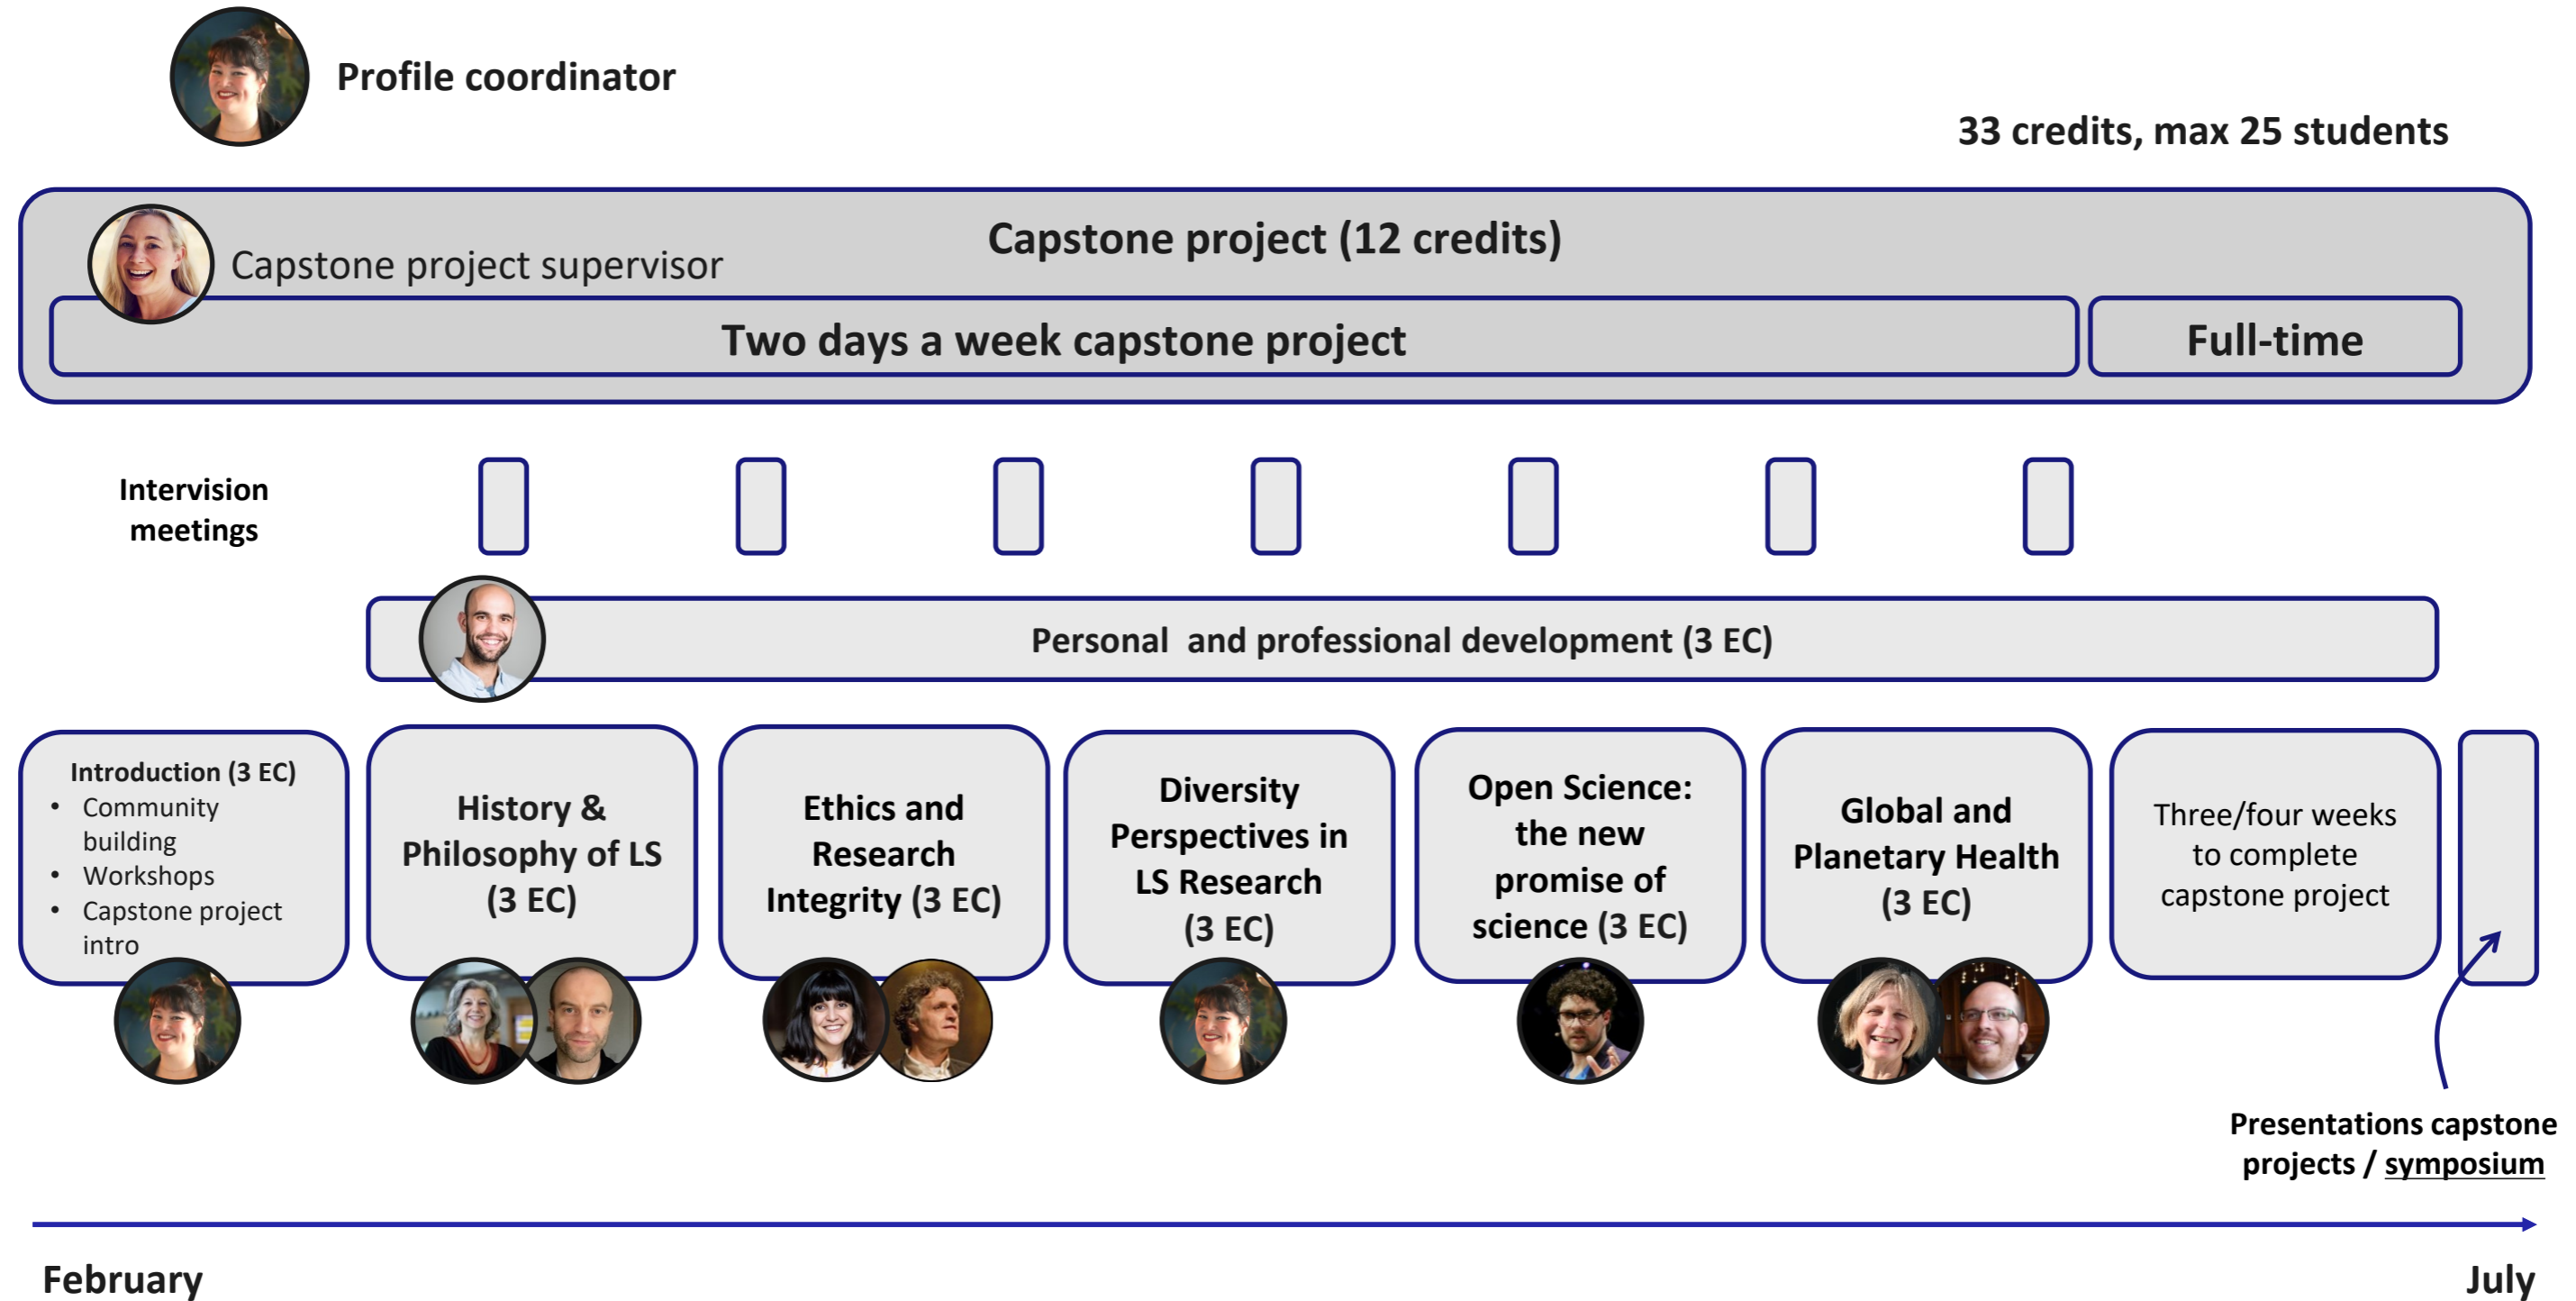 Profile coordinator
33 credits, max 25 students
Capstone project (12 credits)
Capstone project supervisor
Two days a week capstone project
Full-time
Intervision
meetings
Personal  and professional development (3 EC)
Introduction (3 EC)
• Community
building
• Workshops
• Capstone project
intro
History &
Philosophy of LS
(3 EC)
Ethics and
Research
Integrity (3 EC)
Diversity
Perspectives in
LS Research
(3 EC)
Open Science:
the new
promise of
science (3 EC)
Global and
Planetary Health
(3 EC)
Three/four weeks
to complete
capstone project
Presentations capstone
projects / symposium
February
July